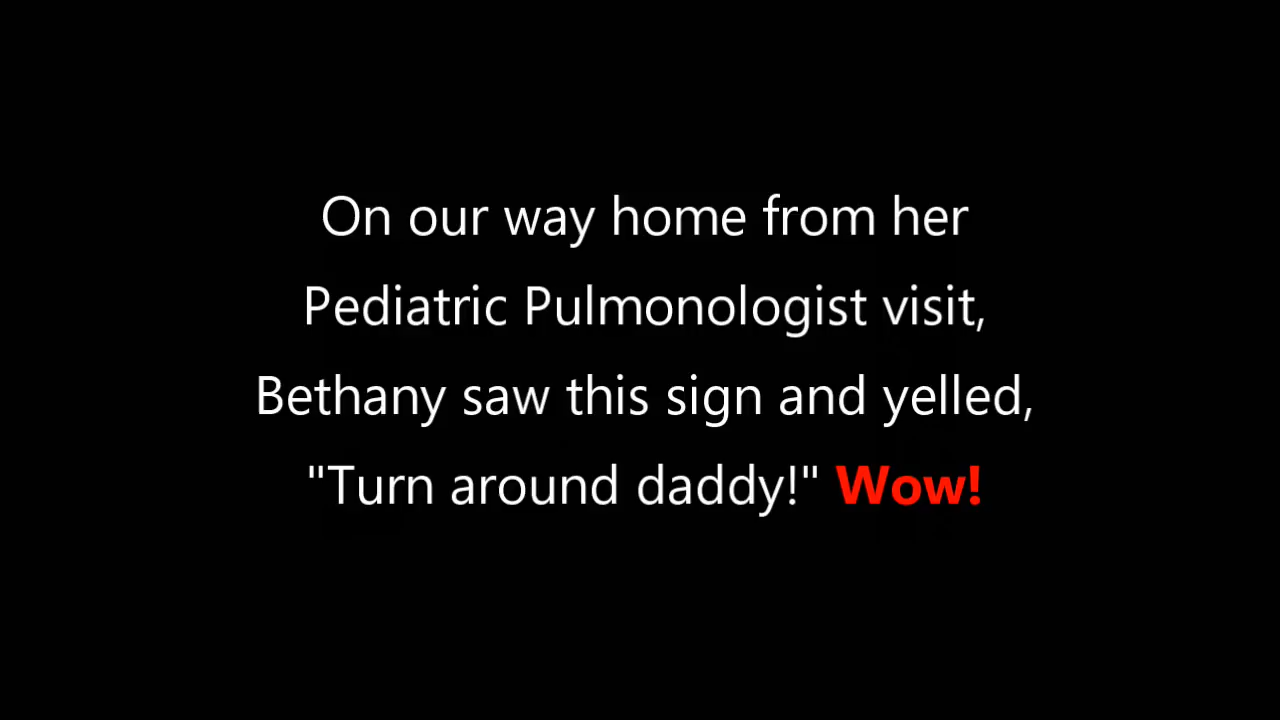 On our way home from her
Pediatric Pulmonologist visit,
Bethany saw this sign and yelled,
"Turn around daddy!" Wow!